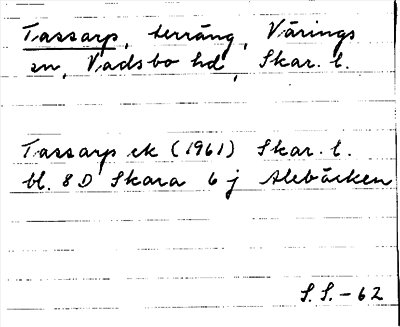 Tassarp, terräng, Värings
sn, Vadsbo hd, Skar. l.
Tassarp ek (1961) Skar. l.
bl. 8 D Skara 6 j Alebäcken
S.S. - 62